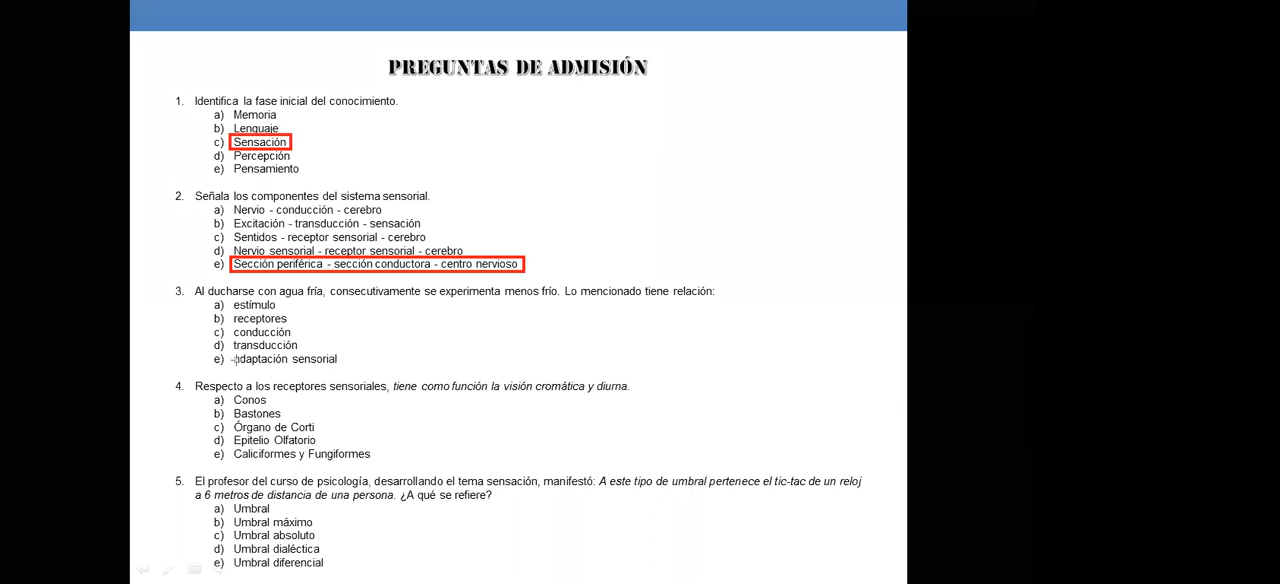 PREGUNTAS DE ADMISIÓN
1. Identifica la fase inicial del conocimiento.
a) Memoria
b) Lenguaje
c) Sensación
d) Percepción
e) Pensamiento
2. Señala los componentes del sistema sensorial.
a) Nervio - conducción - cerebro
b) Excitación - transducción - sensación
c) Sentidos - receptor sensorial - cerebro
d) Nervio sensorial - receptor sensorial - cerebro
e) Sección periférica - sección conductora - centro nervioso
3. Al ducharse con agua fría, consecutivamente se experimenta menos frío. Lo mencionado tiene relación:
a) estímulo
b) receptores
c) conducción
d) transducción
e) adaptación sensorial
4. Respecto a los receptores sensoriales, tiene como función la visión cromática y diurna.
a) Conos
b) Bastones
c) Órgano de Corti
d) Epitelio Olfatorio
e) Caliciformes y Fungiformes
5. El profesor del curso de psicología, desarrollando el tema sensación, manifestó: A este tipo de umbral pertenece el tic-tac de un reloj
a 6 metros de distancia de una persona. ¿A qué se refiere?
a) Umbral
b) Umbral máximo
c) Umbral absoluto
d) Umbral dialéctica
e) Umbral diferencial